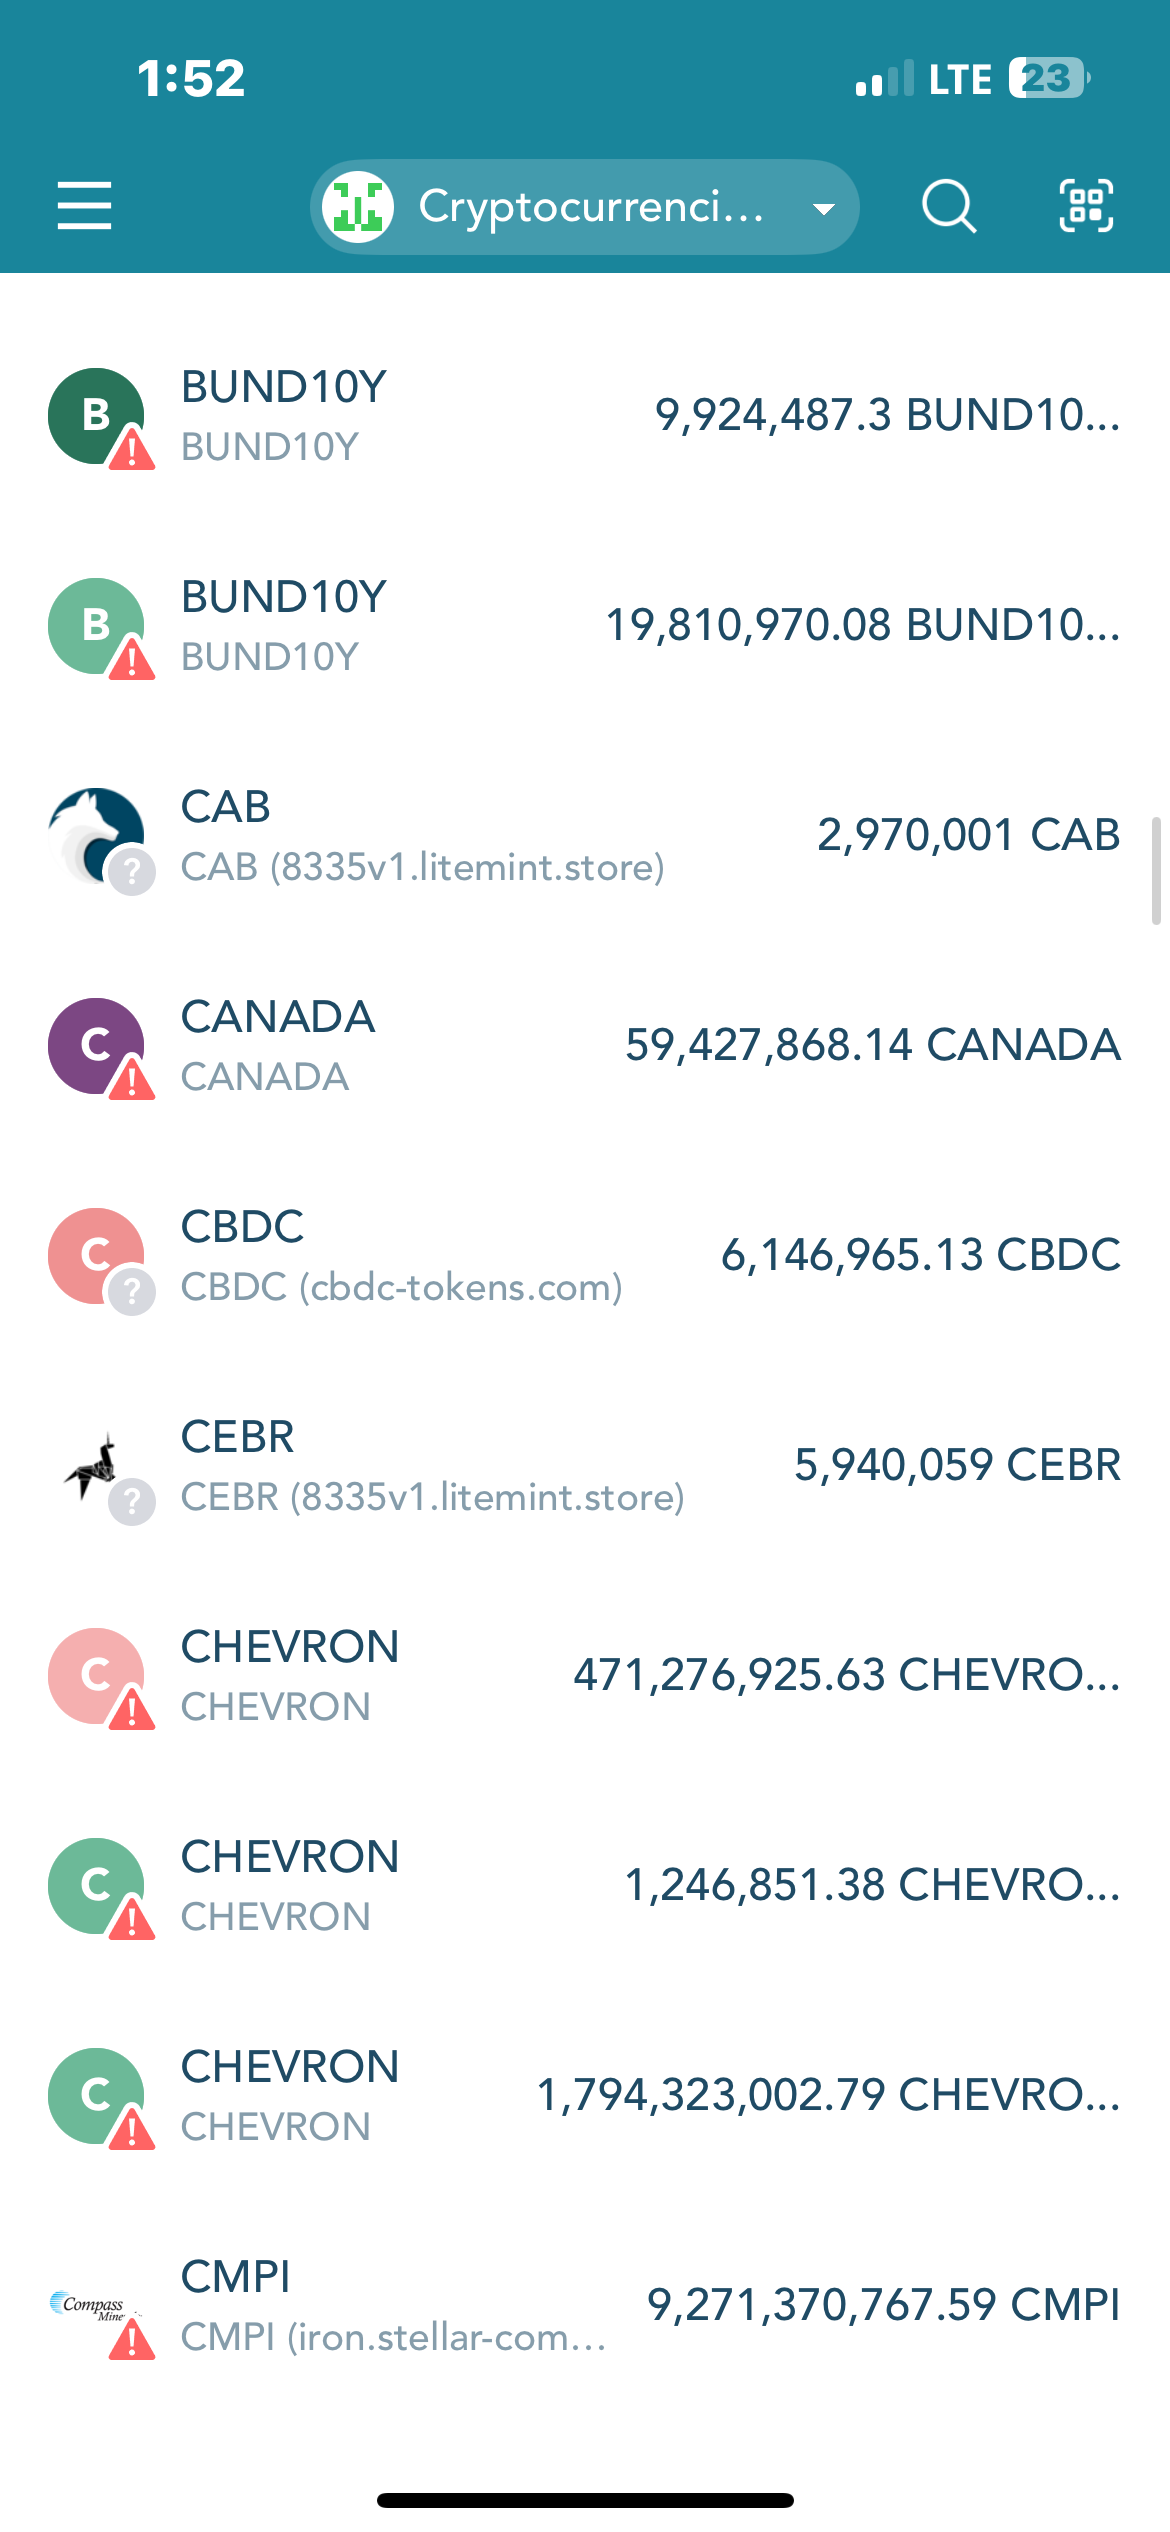 1:52
LTE 23
Cryptocurrenci...
B
BUND10Y
BUND10Y
9,924,487.3 BUND10...
B
BUND10Y
BUND10Y
19,810,970.08 BUND10...
CAB
CAB (8335v1.litemint.store)
2,970,001 CAB
?
C
CANADA
CANADA
59,427,868.14 CANADA
C
CBDC
CBDC (cbdc-tokens.com)
6,146,965.13 CBDC
?
CEBR
CEBR (8335v1.litemint.store)
5,940,059 CEBR
?
C
CHEVRON
CHEVRON
471,276,925.63 CHEVRO...
C
CHEVRON
CHEVRON
1,246,851.38 CHEVRO...
C
CHEVRON
CHEVRON
1,794,323,002.79 CHEVRO...
Compass
CMPI
CMPI (iron.stellar-com...
9,271,370,767.59 CMPI